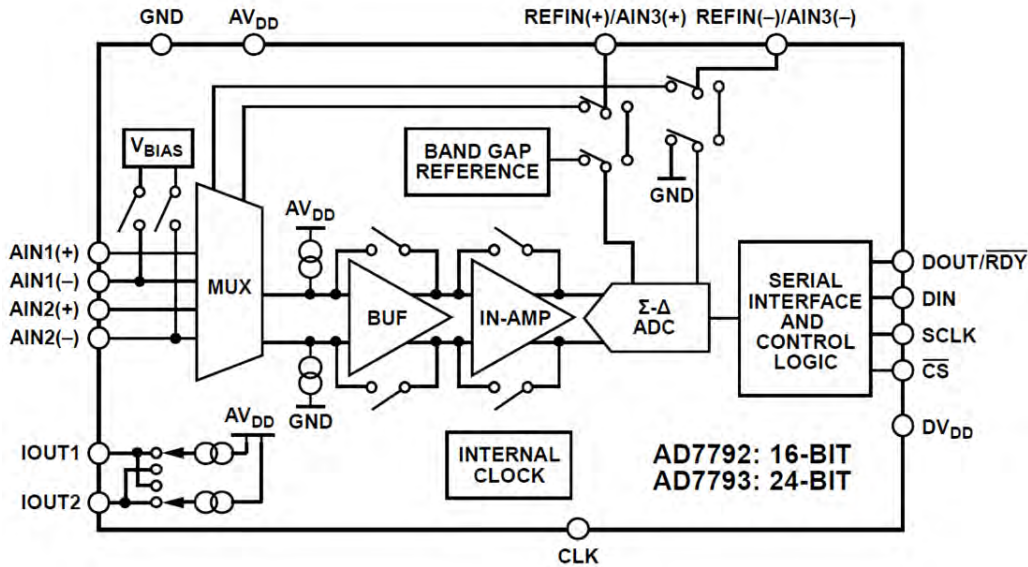 GND
AVDD
REFIN(+)/AIN3(+)
REFIN(–)/AIN3(–)
VBIAS
BAND GAP
REFERENCE
GND
AVDD
AIN1(+)
AIN1(–)
AIN2(+)
AIN2(–)
MUX
BUF
IN-AMP
Σ-Δ
ADC
SERIAL
INTERFACE
AND
CONTROL
LOGIC
DOUT/RDY
DIN
SCLK
CS
DVDD
GND
AVDD
IOUT1
IOUT2
INTERNAL
CLOCK
AD7792: 16-BIT
AD7793: 24-BIT
CLK